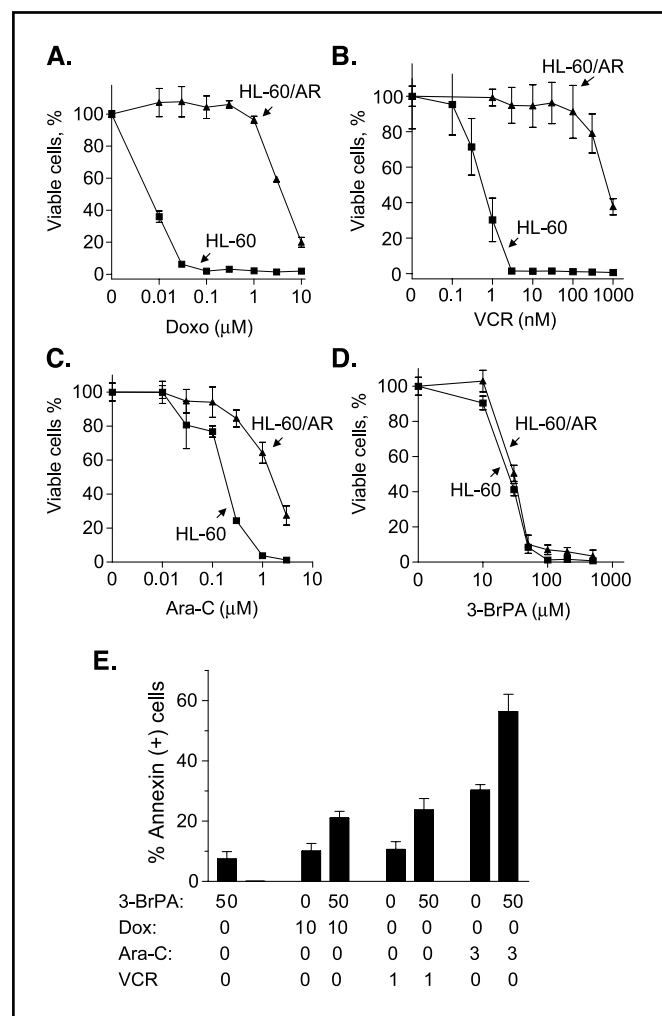 A.
HL-60/AR
Viable cells, %
100
80
60
40
20
0
HL-60
0 0.01 0.1 1 10
Doxo (μM)
B.
HL-60/AR
Viable cells, %
100
80
60
40
20
0
HL-60
0 0.1 1 10 100 1000
VCR (nM)
C.
Viable cells %
100
80
60
40
20
0
HL-60/AR
HL-60
0 0.01 0.1 1 10
Ara-C (μM)
D.
Viable cells, %
100
80
60
40
20
0
HL-60/AR
HL-60
0 10 100 1000
3-BrPA (μM)
E.
% Annexin (+) cells
60
40
20
0
3-BrPA: 50 0 0 50 0 50 0 50
Dox: 0 0 10 10 0 0 0 0
Ara-C: 0 0 0 0 0 0 3 3
VCR 0 0 0 0 1 1 0 0